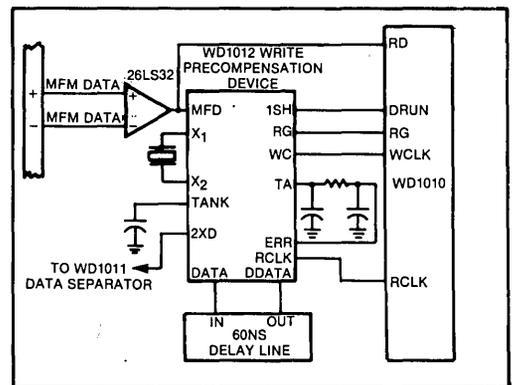 RD
WD1012 WRITE
PRECOMPENSATION
DEVICE
26LS32
+ MFM DATA +
− MFM DATA −
MFD
X1
X2
TANK
2XD
1SH
RG
WC
TA
ERR
RCLK
DATA DDATA
DRUN
RG
WCLK
WD1010
RCLK
TO WD1011
DATA SEPARATOR
IN OUT
60NS
DELAY LINE